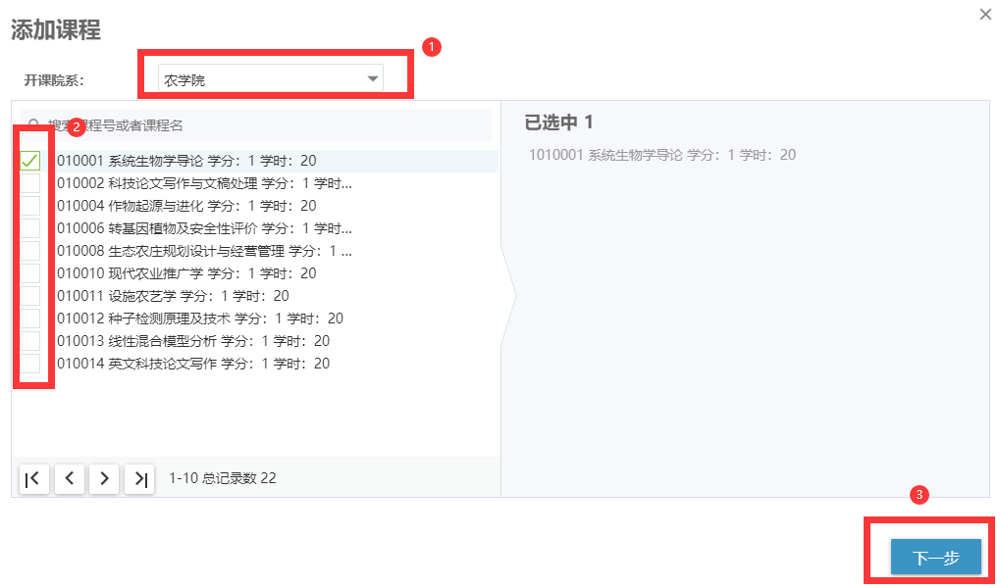 添加课程
1
开课院系:
农学院
搜索课程号或者课程名
2
010001 系统生物学导论 学分：1 学时：20
010002 科技论文写作与文稿处理 学分：1 学时...
010004 作物起源与进化 学分：1 学时：20
010006 转基因植物及安全性评价 学分：1 学时...
010008 生态农庄规划设计与经营管理 学分：1 ...
010010 现代农业推广学 学分：1 学时：20
010011 设施农艺学 学分：1 学时：20
010012 种子检测原理及技术 学分：1 学时：20
010013 线性混合模型分析 学分：1 学时：20
010014 英文科技论文写作 学分：1 学时：20
1-10 总记录数 22
已选中 1
1010001 系统生物学导论 学分：1 学时：20
3
下一步